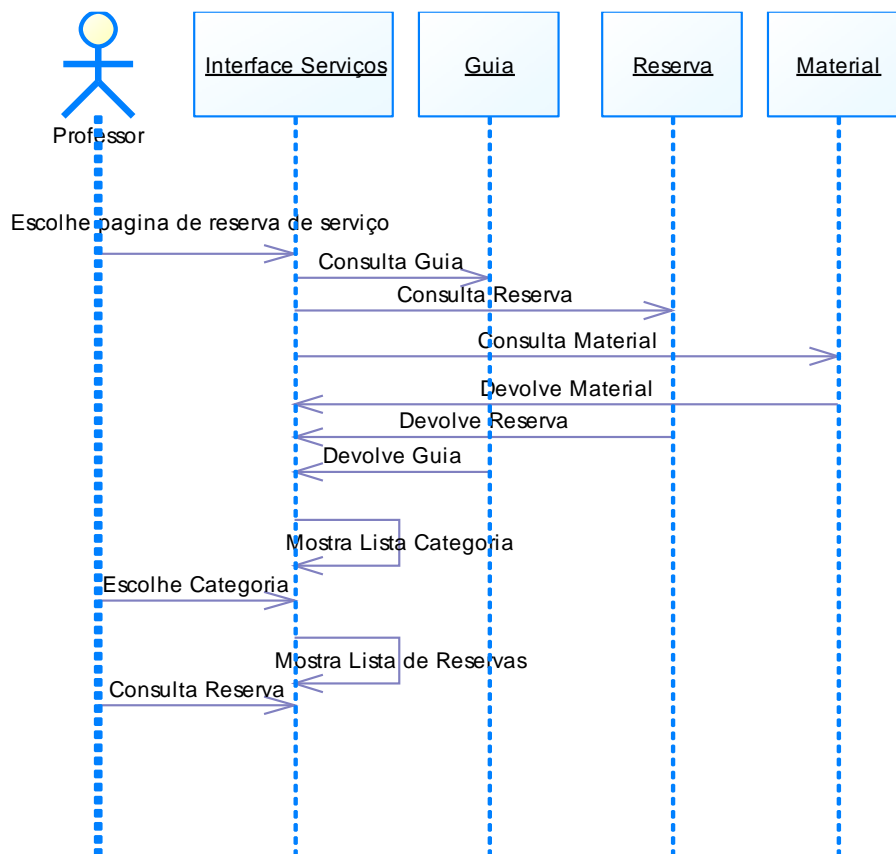 Interface Serviços
Guia
Reserva
Material
Professor
Escolhe pagina de reserva de serviço
Consulta Guia
Consulta Reserva
Consulta Material
Devolve Material
Devolve Reserva
Devolve Guia
Mostra Lista Categoria
Escolhe Categoria
Mostra Lista de Reservas
Consulta Reserva